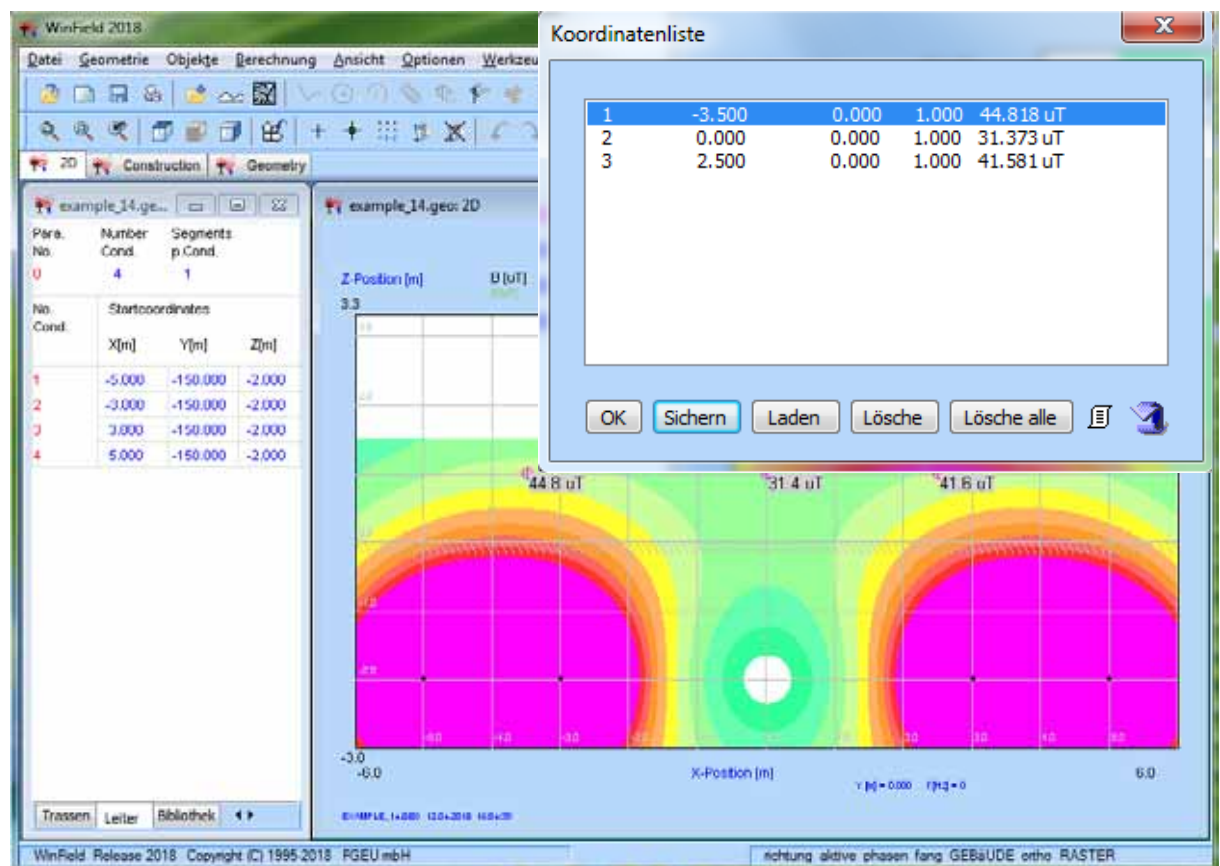 WinField 2018
Datei Geometrie Objekte Berechnung Ansicht Optionen Werkzeu
2D Construction Geometry
Koordinatenliste
1 -3.500 0.000 1.000 44.818 uT
2 0.000 0.000 1.000 31.373 uT
3 2.500 0.000 1.000 41.581 uT
OK Sichern Laden Lösche Lösche alle
example_14.ge...
Para. No. Number Cond. Segments p.Cond.
0 4 1
No. Cond. Startcoordinates
X[m] Y[m] Z[m]
1 -5.000 -150.000 -2.000
2 -3.000 -150.000 -2.000
3 3.000 -150.000 -2.000
4 5.000 -150.000 -2.000
Trassen Leiter Bibliothek
example_14.geo: 2D
Z-Position [m] B [uT]
3.3
44.8 uT 31.4 uT 41.6 uT
-3.0
-6.0 X-Position [m] 6.0
Y [m] = 0.000
WinField Release 2018 Copyright (C) 1995-2018 FGEU mbH
richtung aktive phasen fang GEBäUDE ortho RASTER